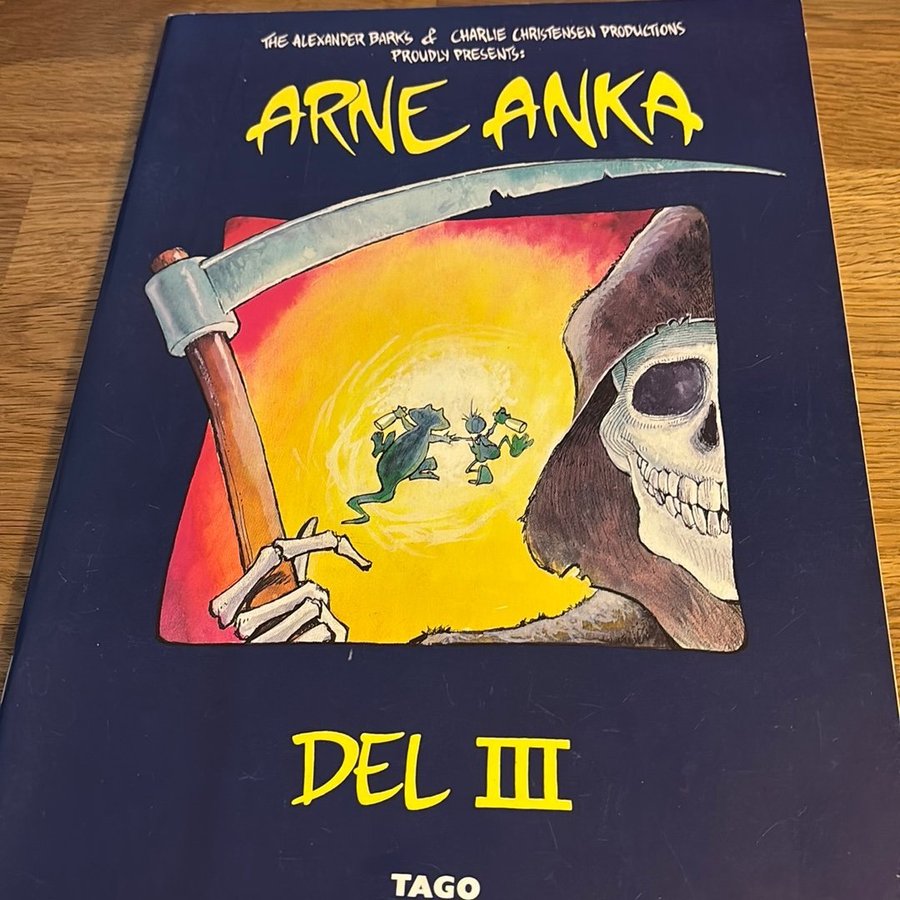 THE ALEXANDER BARKS & CHARLIE CHRISTENSEN PRODUCTIONS
PROUDLY PRESENTS:
ARNE ANKA
DEL III
TAGO